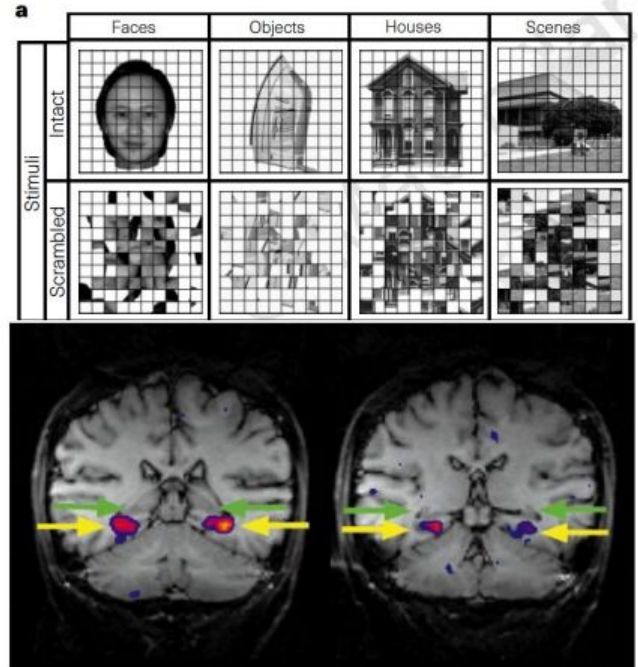 a
Faces Objects Houses Scenes
Stimuli
Intact
Scrambled